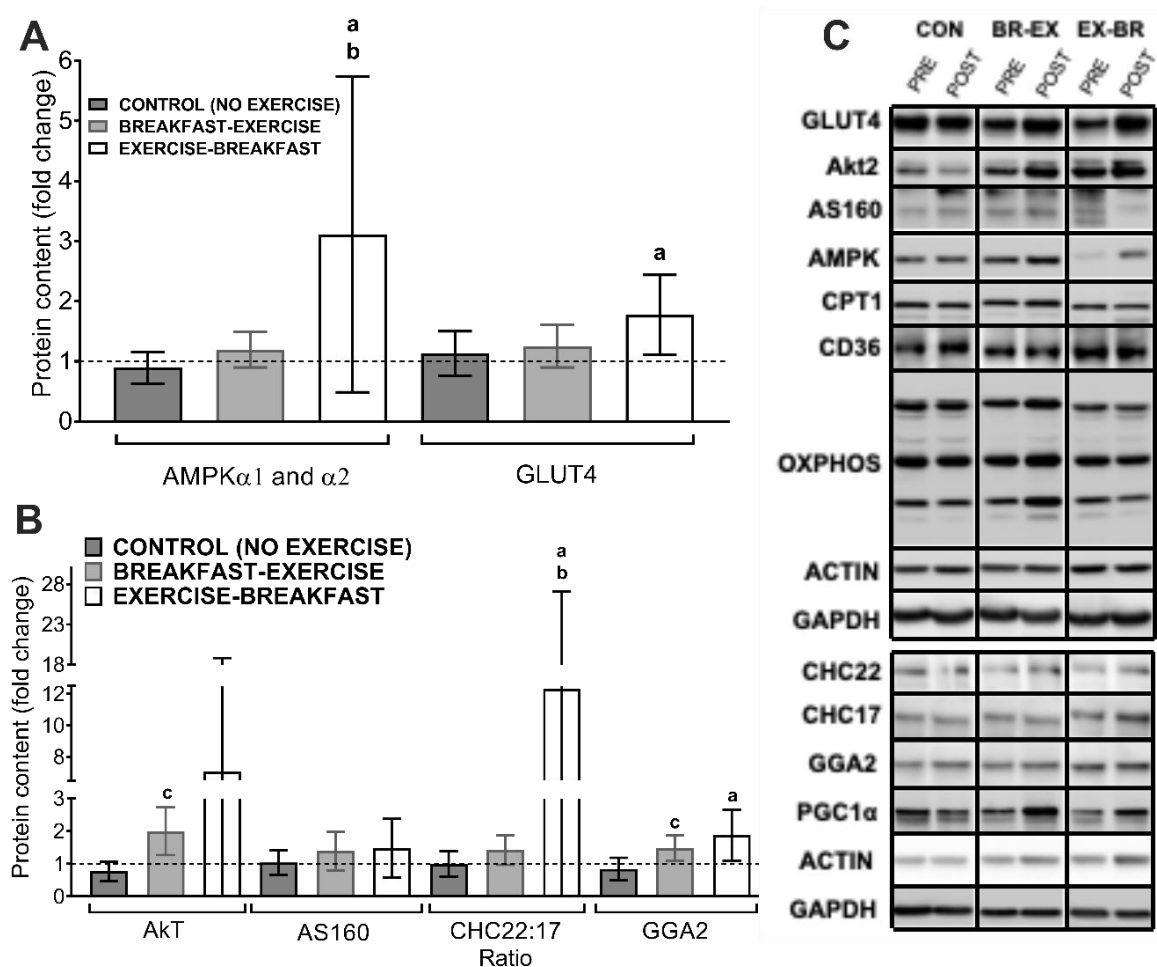 A
a
b
6
5
4
3
2
1
0
Protein content (fold change)
CONTROL (NO EXERCISE)
BREAKFAST-EXERCISE
EXERCISE-BREAKFAST
a
AMPKα1 and α2
GLUT4
B
CONTROL (NO EXERCISE)
BREAKFAST-EXERCISE
EXERCISE-BREAKFAST
a
b
28
23
18
12
8
3
2
1
0
Protein content (fold change)
c
c
a
AkT
AS160
CHC22:17
Ratio
GGA2
C
CON BR-EX EX-BR
PRE POST PRE POST PRE POST
GLUT4
Akt2
AS160
AMPK
CPT1
CD36
OXPHOS
ACTIN
GAPDH
CHC22
CHC17
GGA2
PGC1α
ACTIN
GAPDH